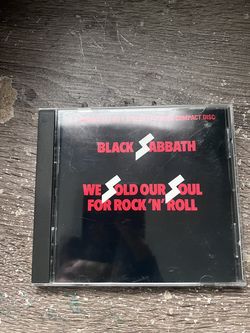 COMPACT DISC
BLACK SABBATH
WE SOLD OUR SOUL
FOR ROCK 'N' ROLL